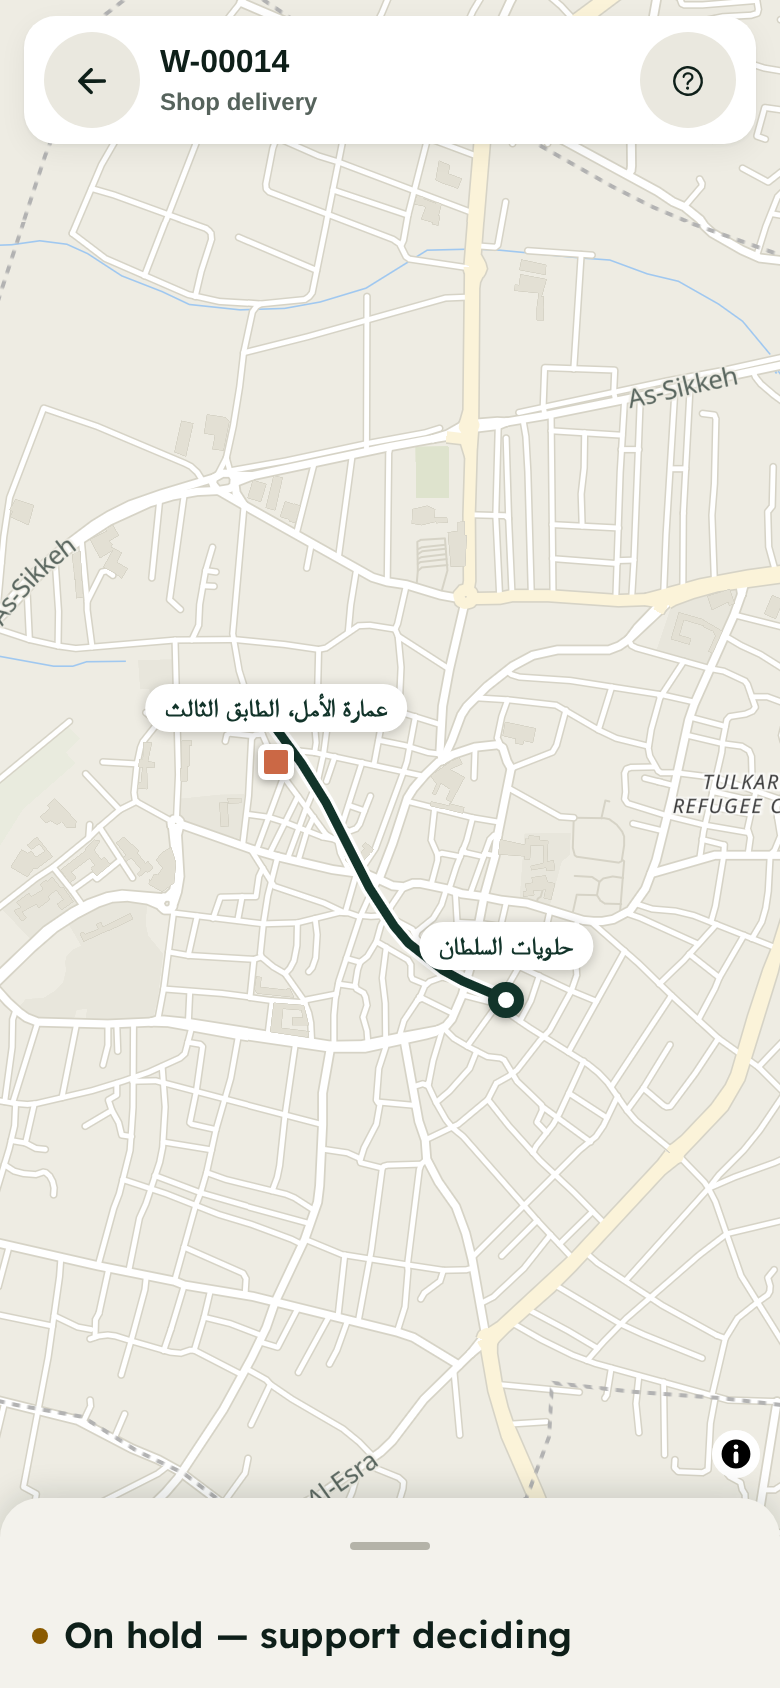 W-00014
Shop delivery
As-Sikkeh
As-Sikkeh
عمارة الأمل، الطابق الثالث
TULKAR
REFUGEE C
حلويات السلطان
Al-Esra
On hold — support deciding